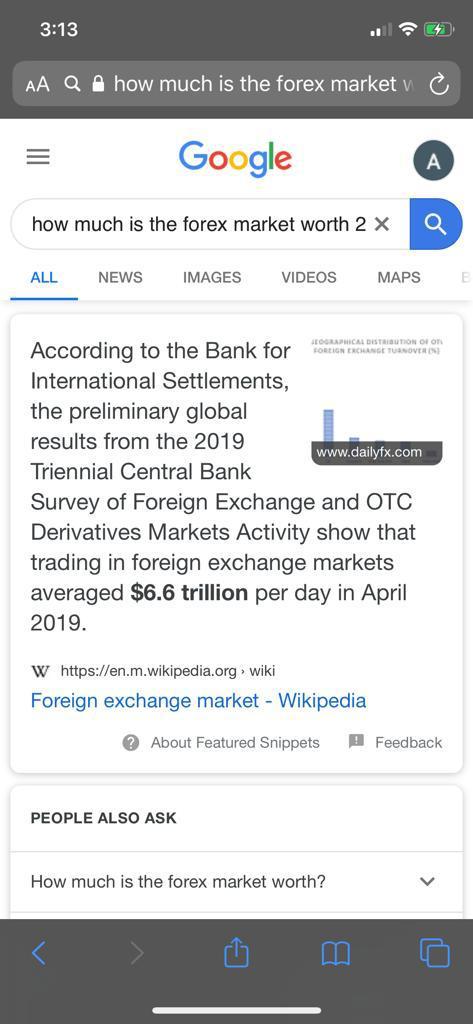 3:13
AA how much is the forex market w
Google
A
how much is the forex market worth 2
ALL NEWS IMAGES VIDEOS MAPS B
According to the Bank for
International Settlements,
the preliminary global
results from the 2019
Triennial Central Bank
Survey of Foreign Exchange and OTC
Derivatives Markets Activity show that
trading in foreign exchange markets
averaged $6.6 trillion per day in April
2019.
GEOGRAPHICAL DISTRIBUTION OF OTC
FOREIGN EXCHANGE TURNOVER (%)
www.dailyfx.com
W https://en.m.wikipedia.org › wiki
Foreign exchange market - Wikipedia
About Featured Snippets Feedback
PEOPLE ALSO ASK
How much is the forex market worth?